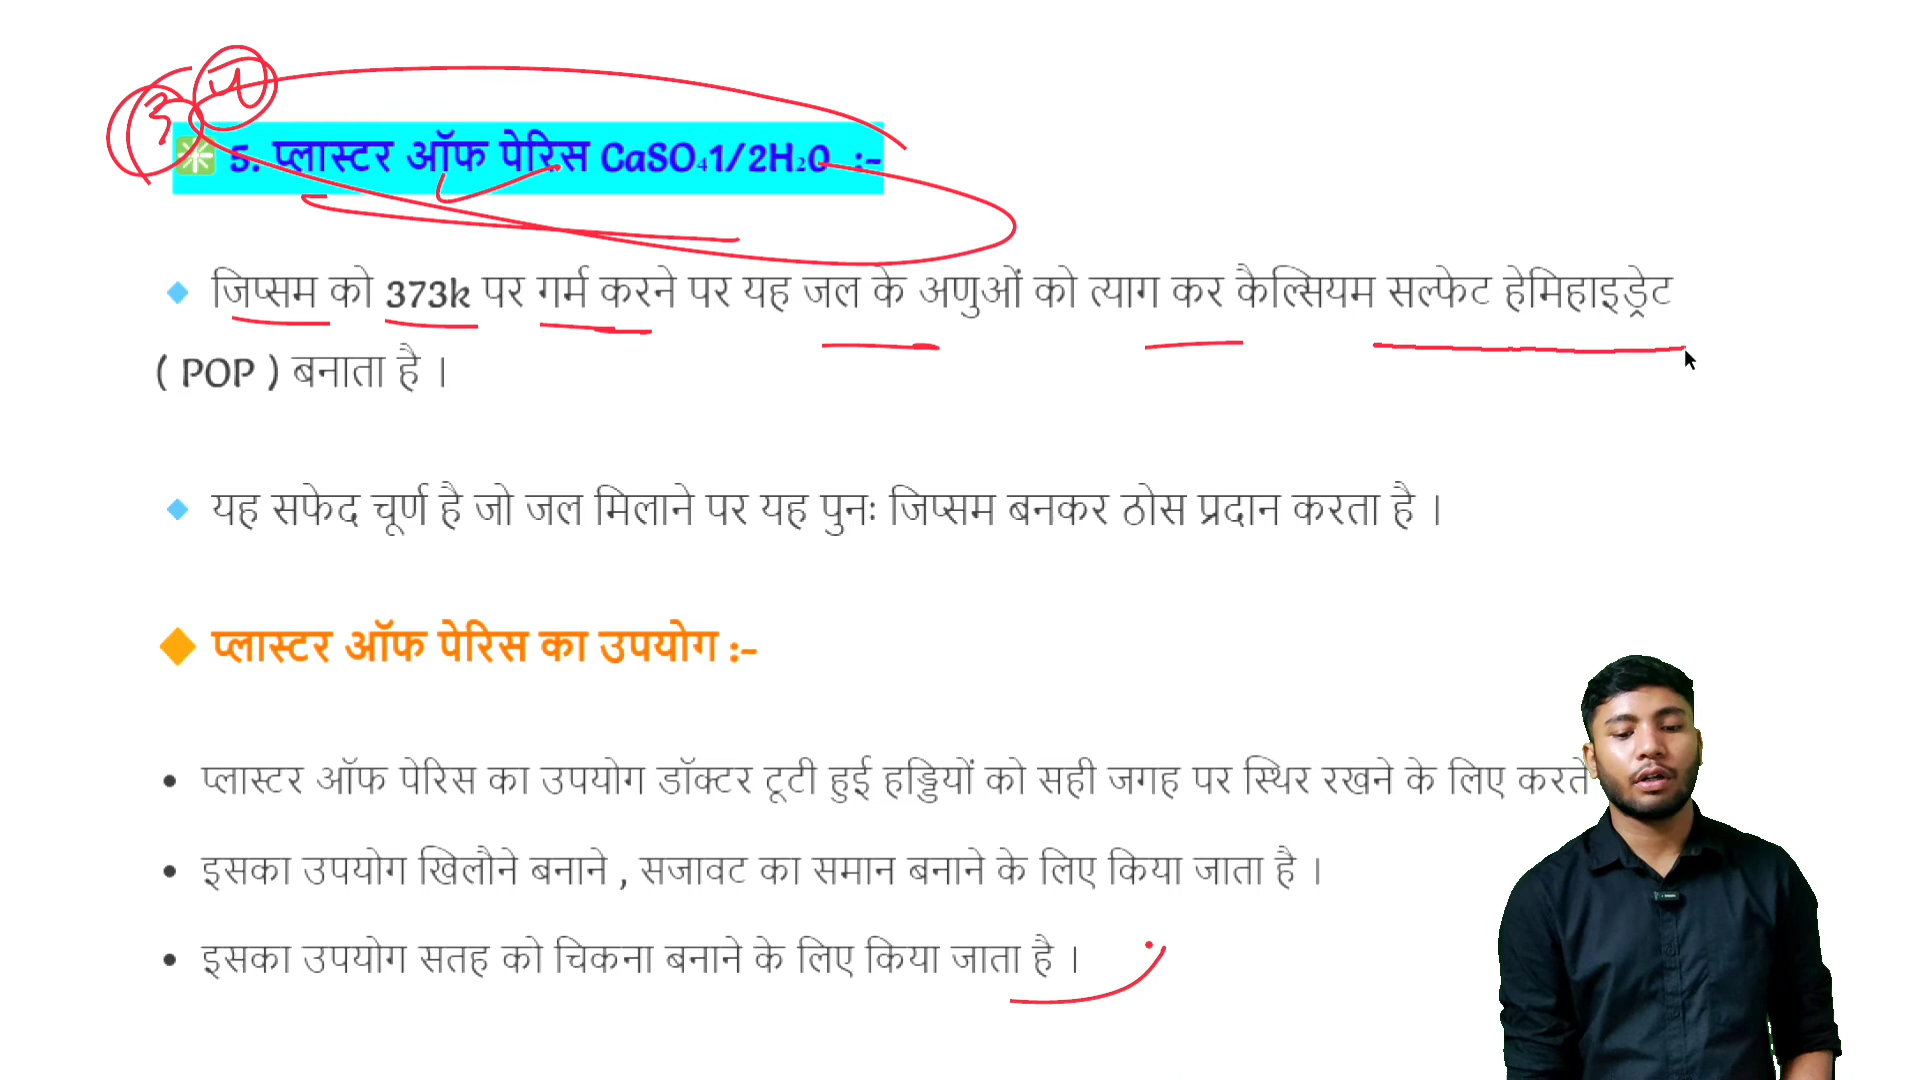 3 4
5. प्लास्टर ऑफ पेरिस CaSO₄1/2H₂O :-
जिप्सम को 373k पर गर्म करने पर यह जल के अणुओं को त्याग कर कैल्सियम सल्फेट हेमिहाइड्रेट
( POP ) बनाता है ।
यह सफेद चूर्ण है जो जल मिलाने पर यह पुनः जिप्सम बनकर ठोस प्रदान करता है ।
प्लास्टर ऑफ पेरिस का उपयोग :-
• प्लास्टर ऑफ पेरिस का उपयोग डॉक्टर टूटी हुई हड्डियों को सही जगह पर स्थिर रखने के लिए करते
• इसका उपयोग खिलौने बनाने , सजावट का समान बनाने के लिए किया जाता है ।
• इसका उपयोग सतह को चिकना बनाने के लिए किया जाता है ।